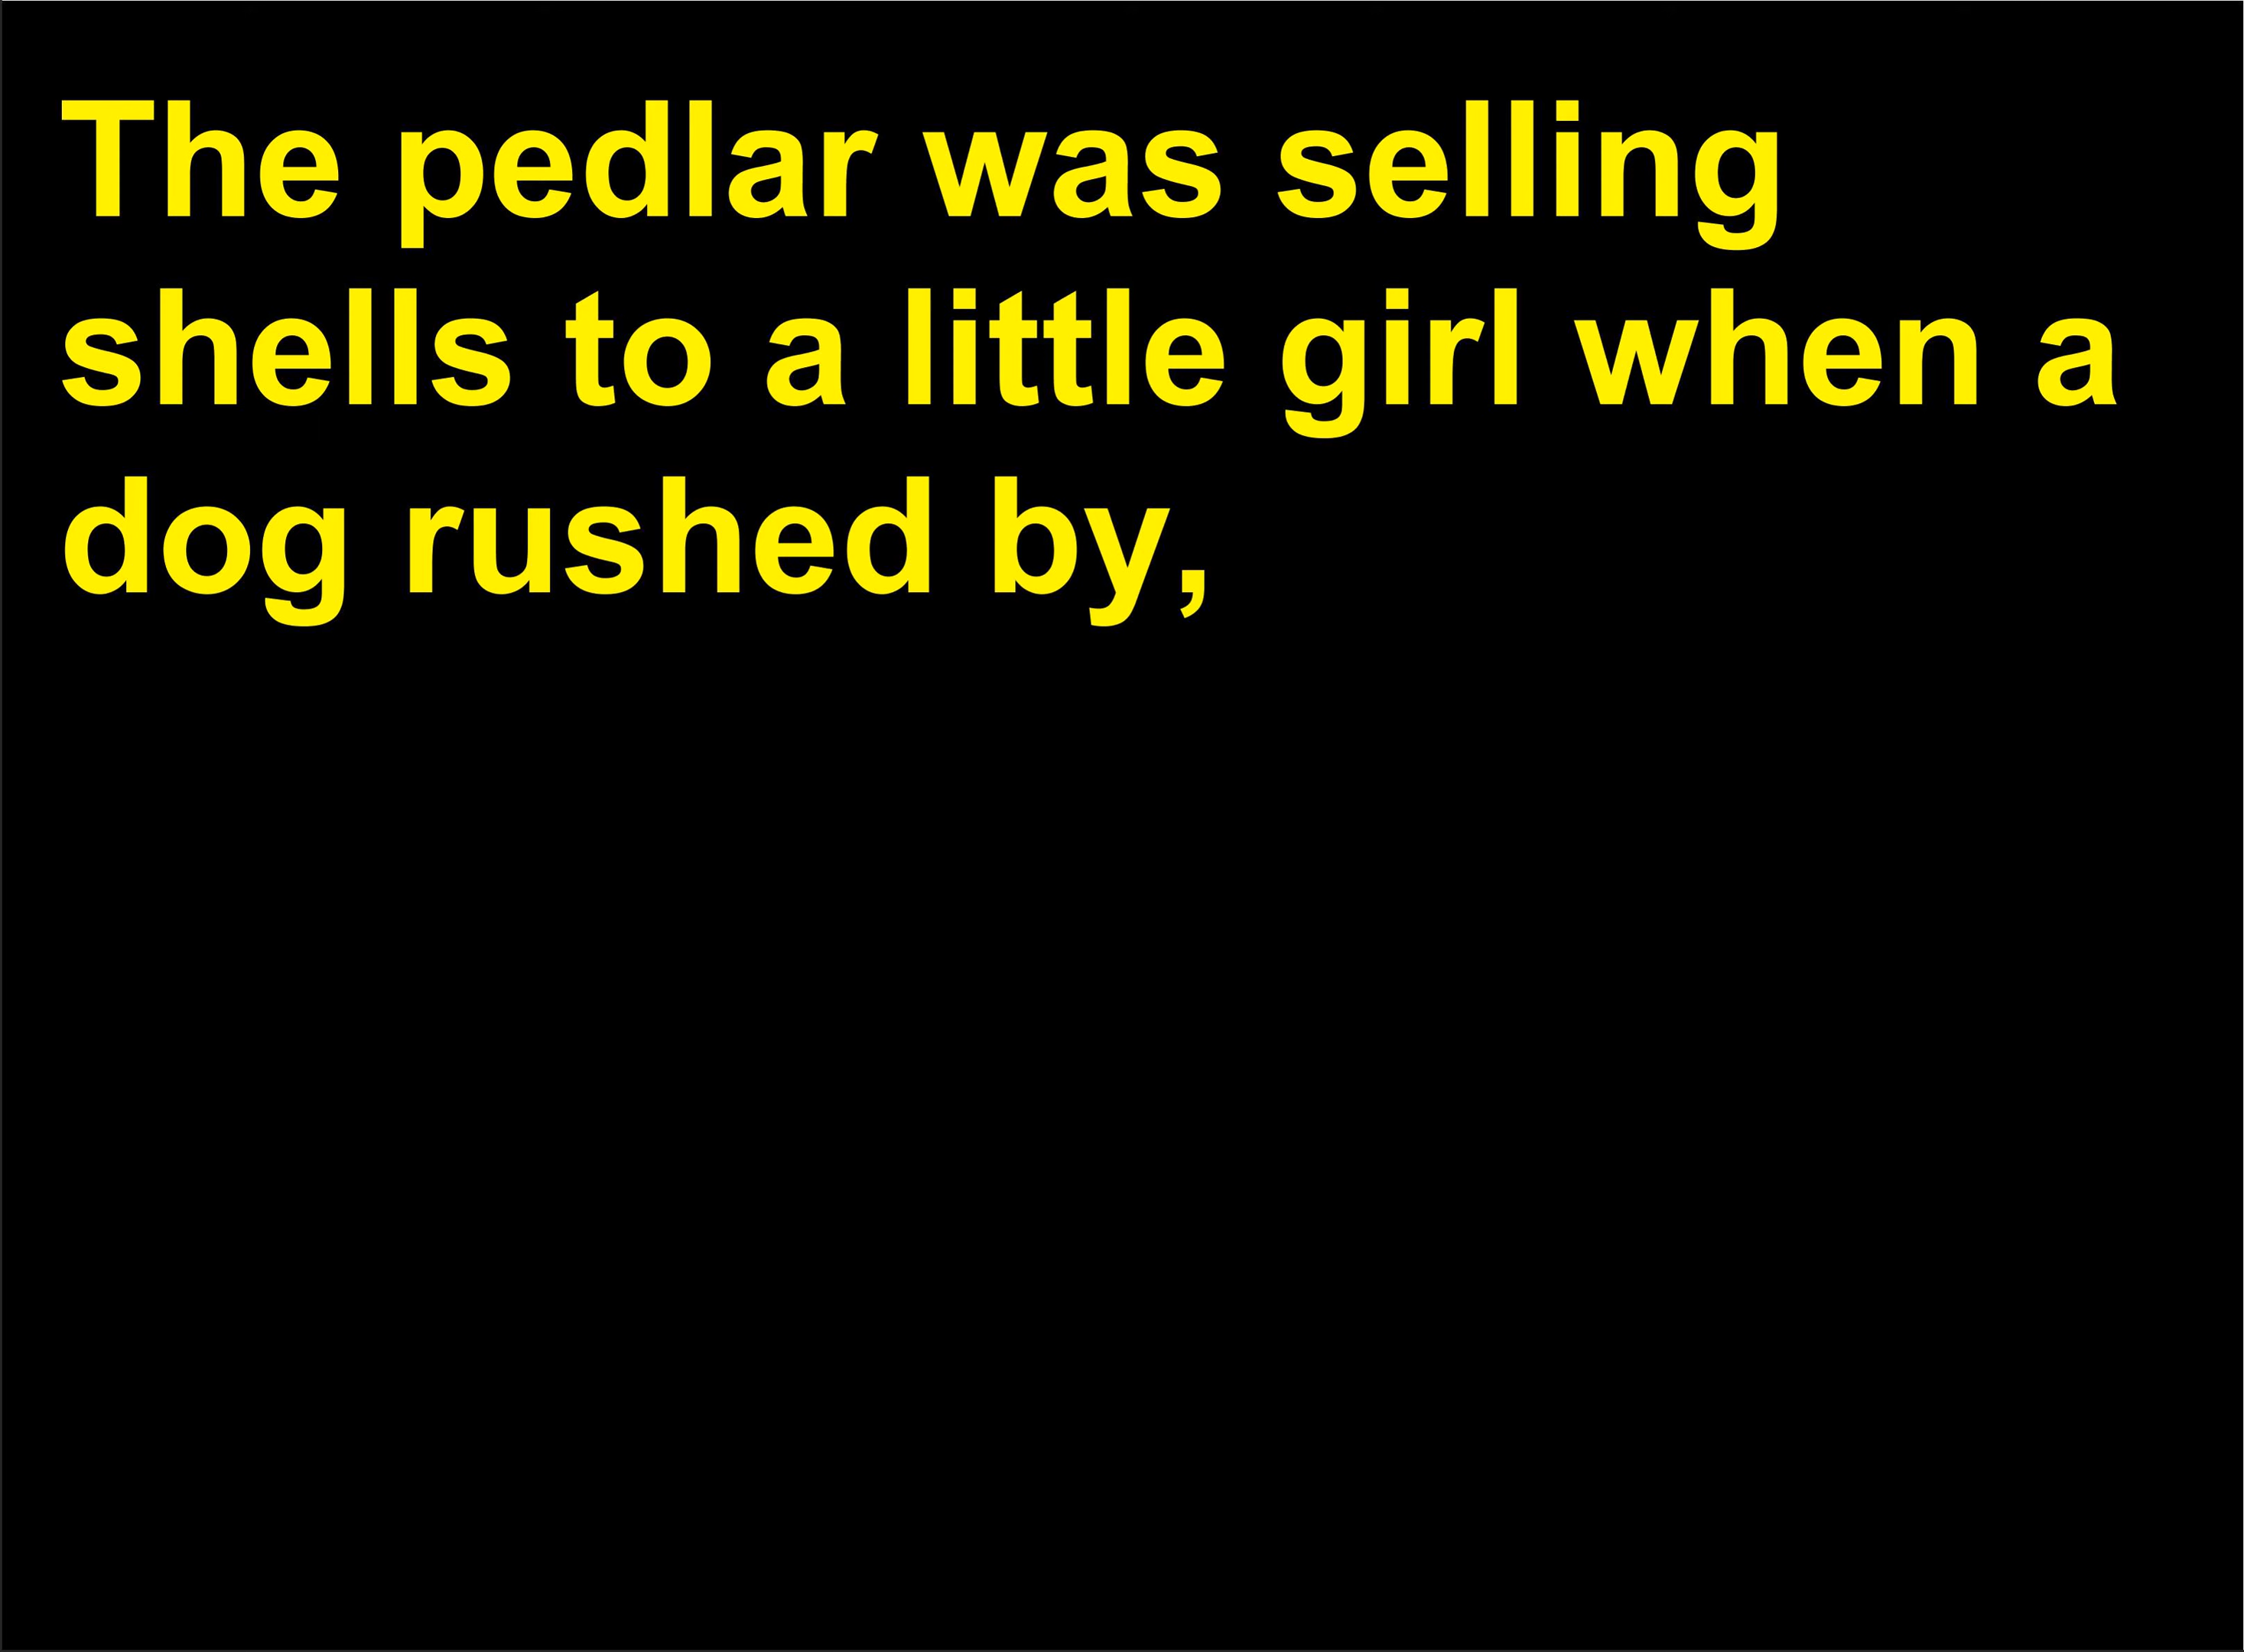 The pedlar was selling
shells to a little girl when a
dog rushed by,